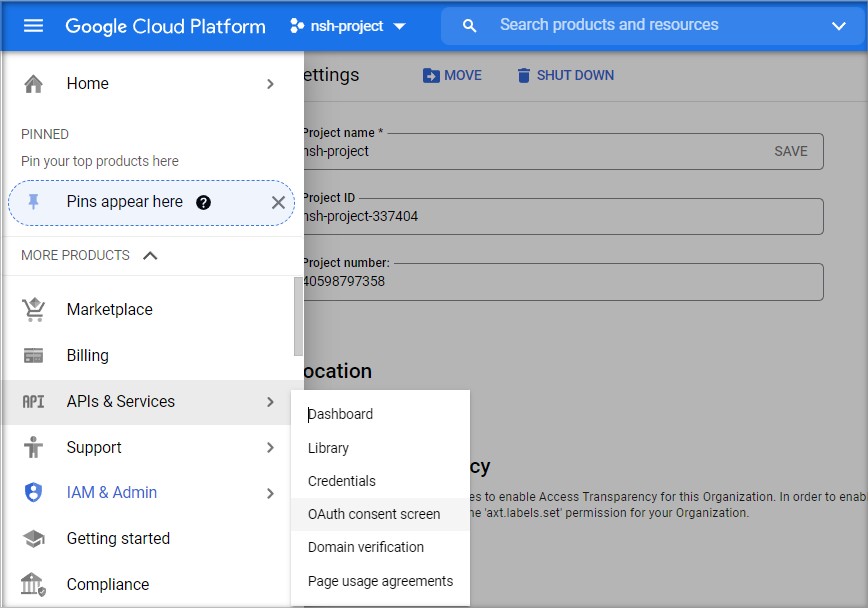 Google Cloud Platform
nsh-project
Search products and resources
Home
PINNED
Pin your top products here
Pins appear here ?
MORE PRODUCTS
Marketplace
Billing
API APIs & Services
Support
IAM & Admin
Getting started
Compliance
Dashboard
Library
Credentials
OAuth consent screen
Domain verification
Page usage agreements
ettings
MOVE
SHUT DOWN
Project name *
nsh-project
SAVE
Project ID
nsh-project-337404
Project number:
40598797358
ocation
cy
es to enable Access Transparency for this Organization. In order to enab
he 'axt.labels.set' permission for your Organization.